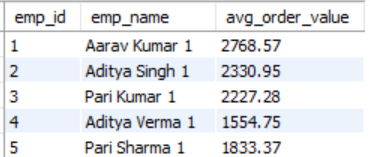 emp_id emp_name avg_order_value
1 Aarav Kumar 1 2768.57
2 Aditya Singh 1 2330.95
3 Pari Kumar 1 2227.28
4 Aditya Verma 1 1554.75
5 Pari Sharma 1 1833.37